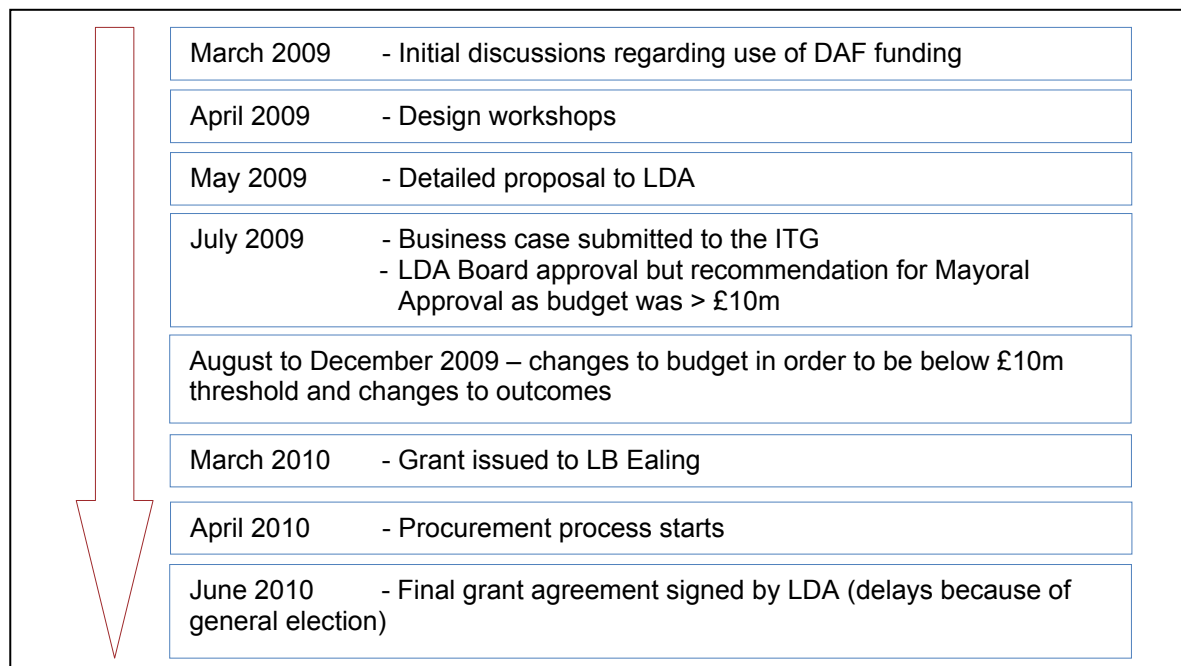 March 2009 - Initial discussions regarding use of DAF funding
April 2009 - Design workshops
May 2009 - Detailed proposal to LDA
July 2009 - Business case submitted to the ITG
- LDA Board approval but recommendation for Mayoral
Approval as budget was > £10m
August to December 2009 – changes to budget in order to be below £10m
threshold and changes to outcomes
March 2010 - Grant issued to LB Ealing
April 2010 - Procurement process starts
June 2010 - Final grant agreement signed by LDA (delays because of
general election)